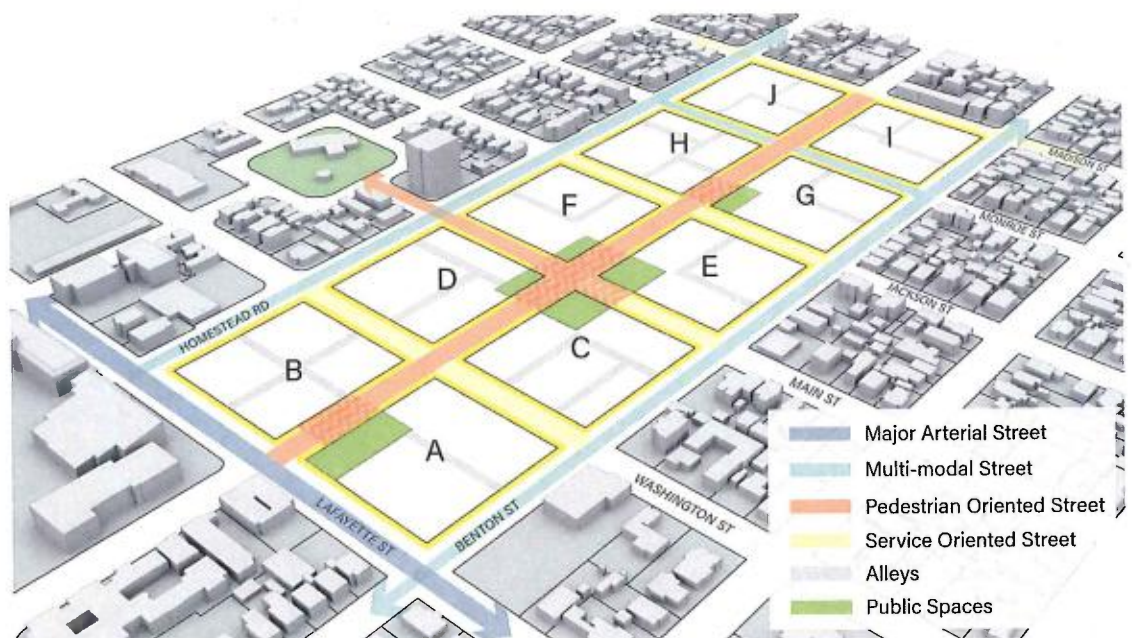 J
I
H
G
F
E
D
C
B
A
HOMESTEAD RD
LAFAYETTE ST
BENTON ST
WASHINGTON ST
MAIN ST
JACKSON ST
MONROE ST
MADISON ST
Major Arterial Street
Multi-modal Street
Pedestrian Oriented Street
Service Oriented Street
Alleys
Public Spaces